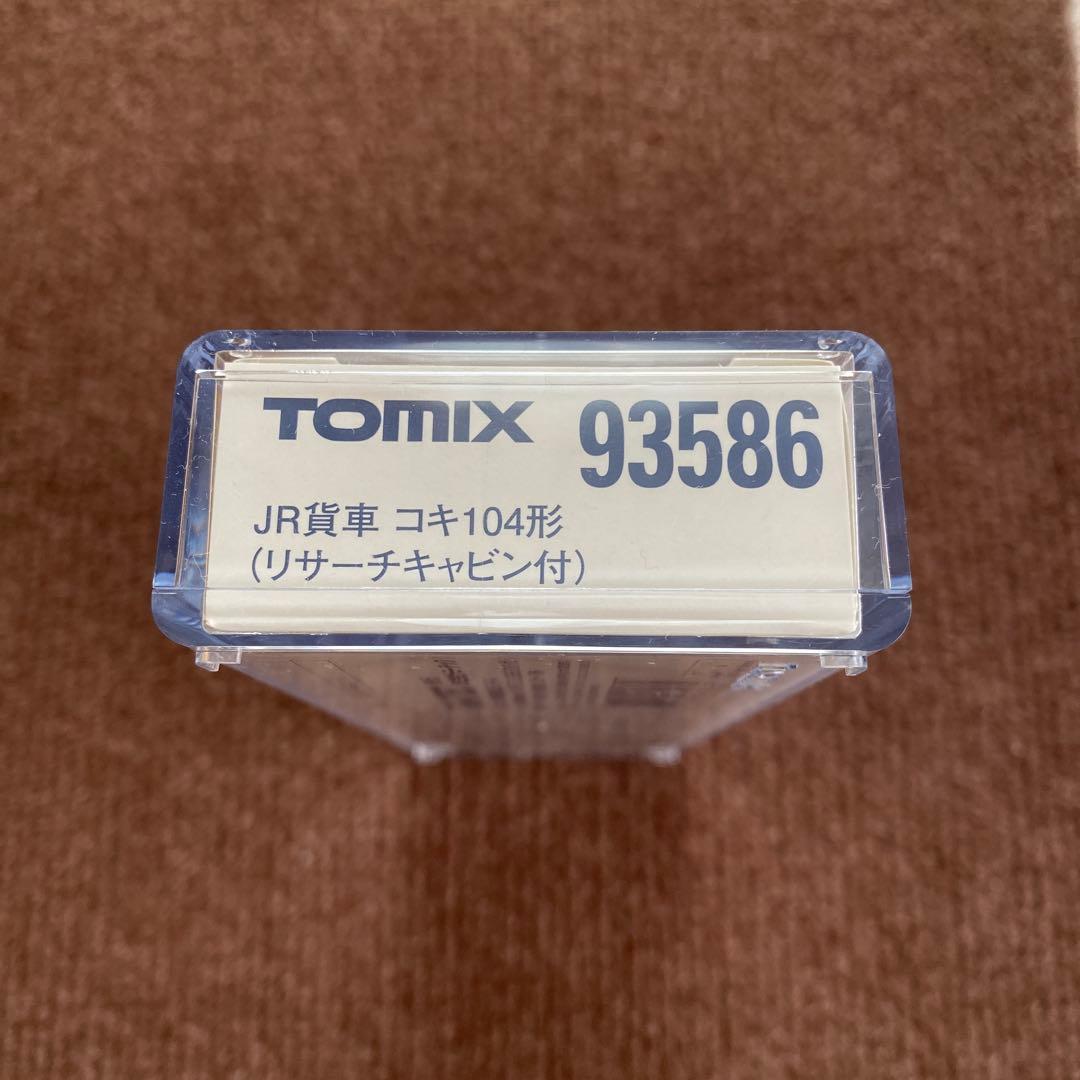 TOMIX 93586
JR貨車 コキ104形
(リサーチキャビン付)